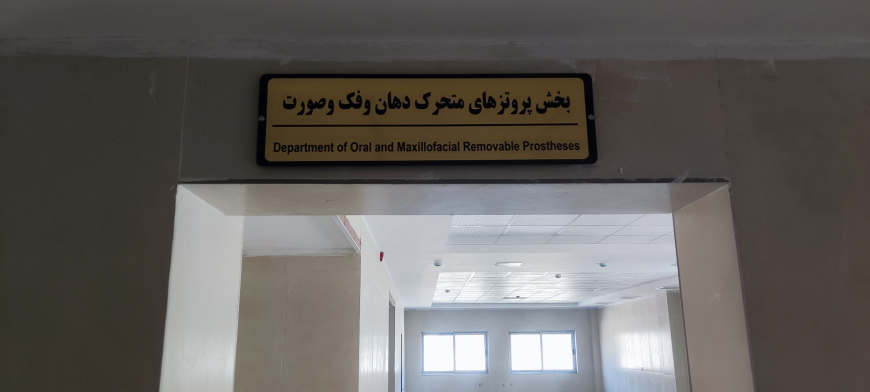 بخش پروتزهای متحرک دهان وفک وصورت
Department of Oral and Maxillofacial Removable Prostheses